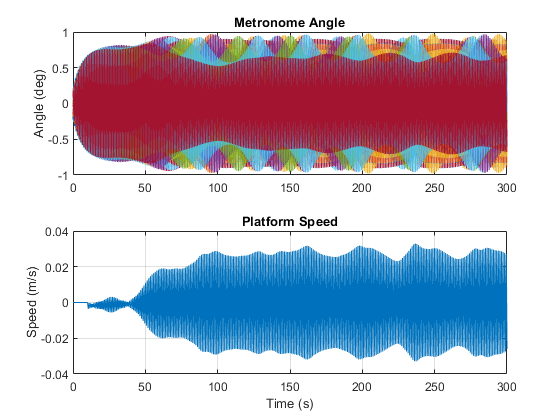 Metronome Angle
1
0.5
0
-0.5
-1
Angle (deg)
0 50 100 150 200 250 300
Platform Speed
0.04
0.02
0
-0.02
-0.04
Speed (m/s)
0 50 100 150 200 250 300
Time (s)